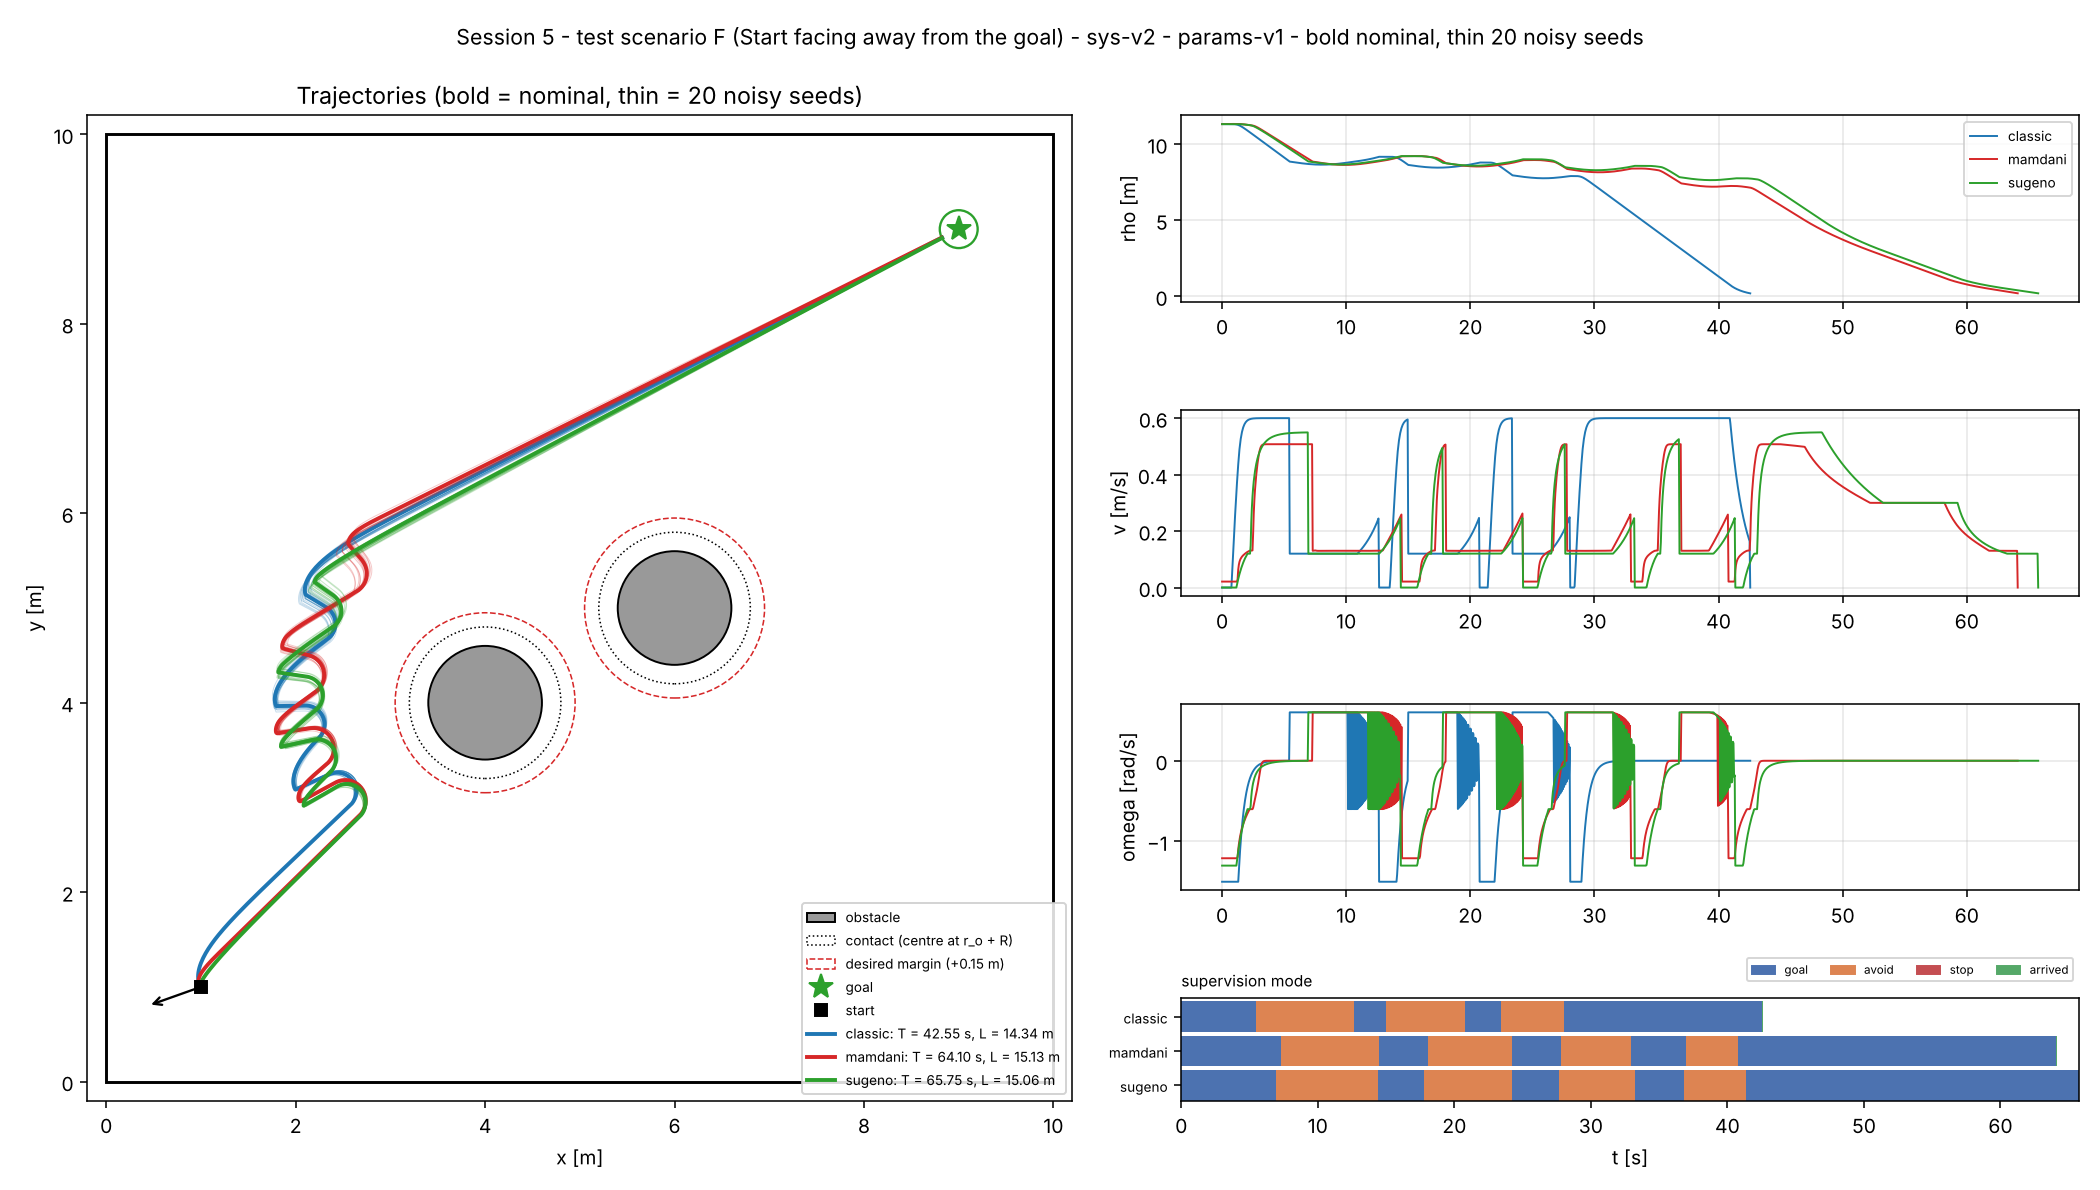 Session 5 - test scenario F (Start facing away from the goal) - sys-v2 - params-v1 - bold nominal, thin 20 noisy seeds
Trajectories (bold = nominal, thin = 20 noisy seeds)
10
8
6
4
2
0
y [m]
0 2 4 6 8 10
x [m]
obstacle
contact (centre at r_o + R)
desired margin (+0.15 m)
goal
start
classic: T = 42.55 s, L = 14.34 m
mamdani: T = 64.10 s, L = 15.13 m
sugeno: T = 65.75 s, L = 15.06 m
10
5
0
rho [m]
classic
mamdani
sugeno
0 10 20 30 40 50 60
0.6
0.4
0.2
0.0
v [m/s]
0 10 20 30 40 50 60
0
−1
omega [rad/s]
0 10 20 30 40 50 60
goal avoid stop arrived
supervision mode
classic
mamdani
sugeno
0 10 20 30 40 50 60
t [s]